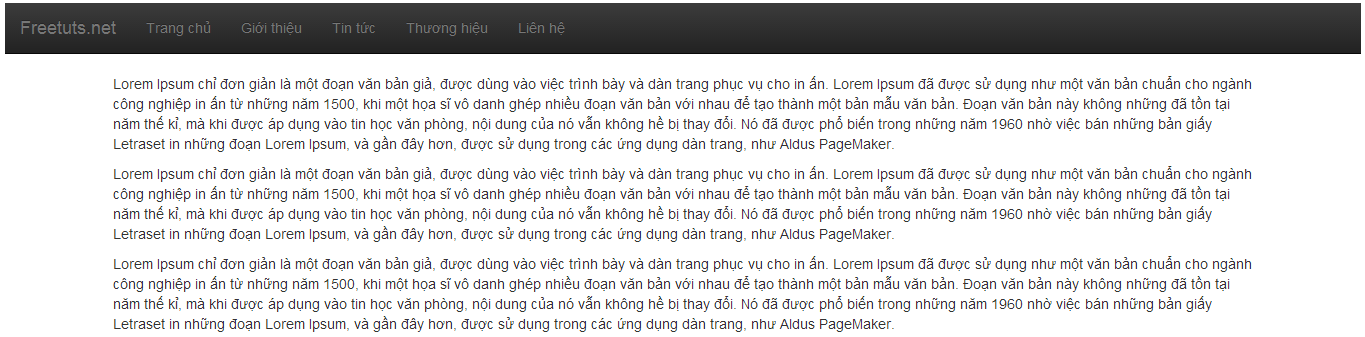 Freetuts.net Trang chủ Giới thiệu Tin tức Thương hiệu Liên hệ
Lorem Ipsum chỉ đơn giản là một đoạn văn bản giả, được dùng vào việc trình bày và dàn trang phục vụ cho in ấn. Lorem Ipsum đã được sử dụng như một văn bản chuẩn cho ngành
công nghiệp in ấn từ những năm 1500, khi một họa sĩ vô danh ghép nhiều đoạn văn bản với nhau để tạo thành một bản mẫu văn bản. Đoạn văn bản này không những đã tồn tại
năm thế kỉ, mà khi được áp dụng vào tin học văn phòng, nội dung của nó vẫn không hề bị thay đổi. Nó đã được phổ biến trong những năm 1960 nhờ việc bán những bản giấy
Letraset in những đoạn Lorem Ipsum, và gần đây hơn, được sử dụng trong các ứng dụng dàn trang, như Aldus PageMaker.
Lorem Ipsum chỉ đơn giản là một đoạn văn bản giả, được dùng vào việc trình bày và dàn trang phục vụ cho in ấn. Lorem Ipsum đã được sử dụng như một văn bản chuẩn cho ngành
công nghiệp in ấn từ những năm 1500, khi một họa sĩ vô danh ghép nhiều đoạn văn bản với nhau để tạo thành một bản mẫu văn bản. Đoạn văn bản này không những đã tồn tại
năm thế kỉ, mà khi được áp dụng vào tin học văn phòng, nội dung của nó vẫn không hề bị thay đổi. Nó đã được phổ biến trong những năm 1960 nhờ việc bán những bản giấy
Letraset in những đoạn Lorem Ipsum, và gần đây hơn, được sử dụng trong các ứng dụng dàn trang, như Aldus PageMaker.
Lorem Ipsum chỉ đơn giản là một đoạn văn bản giả, được dùng vào việc trình bày và dàn trang phục vụ cho in ấn. Lorem Ipsum đã được sử dụng như một văn bản chuẩn cho ngành
công nghiệp in ấn từ những năm 1500, khi một họa sĩ vô danh ghép nhiều đoạn văn bản với nhau để tạo thành một bản mẫu văn bản. Đoạn văn bản này không những đã tồn tại
năm thế kỉ, mà khi được áp dụng vào tin học văn phòng, nội dung của nó vẫn không hề bị thay đổi. Nó đã được phổ biến trong những năm 1960 nhờ việc bán những bản giấy
Letraset in những đoạn Lorem Ipsum, và gần đây hơn, được sử dụng trong các ứng dụng dàn trang, như Aldus PageMaker.